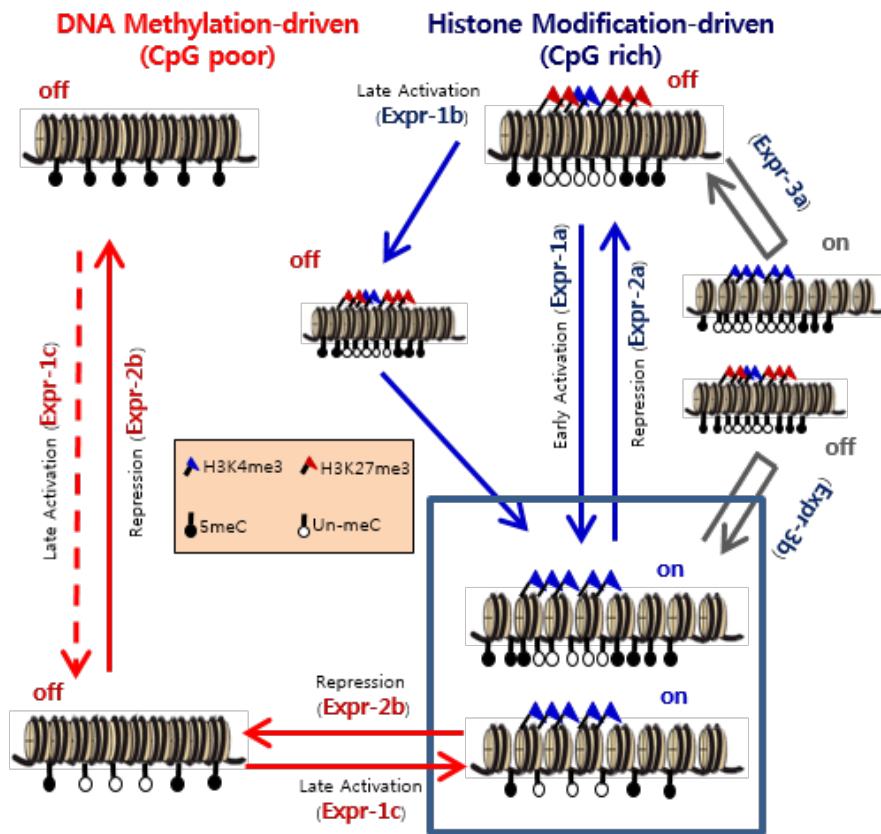 DNA Methylation-driven
(CpG poor)
Histone Modification-driven
(CpG rich)
off
Late Activation
(Expr-1b)
off
(Expr-3a)
on
off
Early Activation (Expr-1a)
Repression (Expr-2a)
Late Activation (Expr-1c)
Repression (Expr-2b)
H3K4me3
H3K27me3
5meC
Un-meC
off
(Expr-3b)
on
off
Repression
(Expr-2b)
on
Late Activation
(Expr-1c)